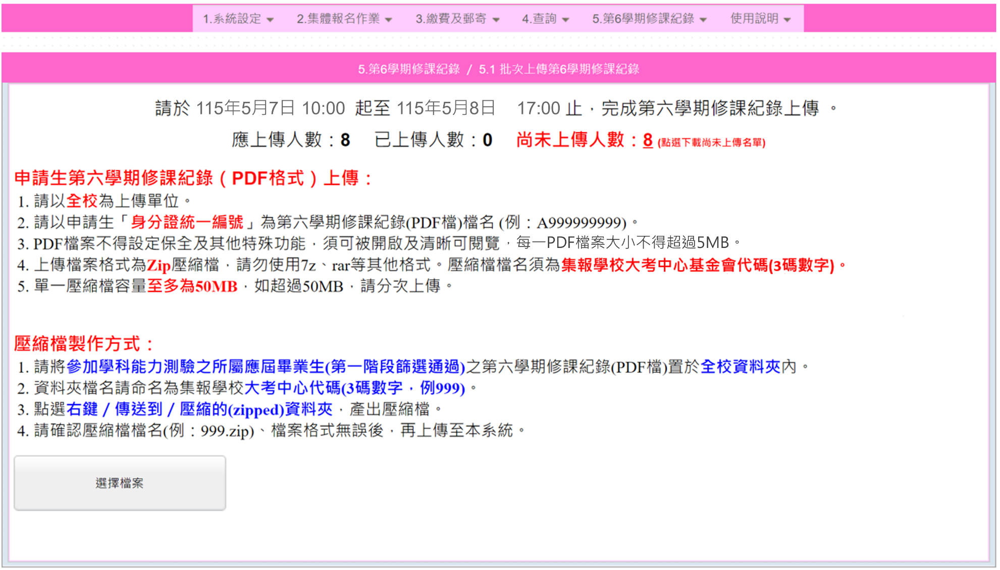 1.系統設定 2.集體報名作業 3.繳費及郵寄 4.查詢 5.第6學期修課紀錄 使用說明
5.第6學期修課紀錄 / 5.1 批次上傳第6學期修課紀錄
請於 115年5月7日 10:00 起至 115年5月8日 17:00 止，完成第六學期修課紀錄上傳 。
應上傳人數：8 已上傳人數：0 尚未上傳人數：8 (點選下載尚未上傳名單)
申請生第六學期修課紀錄（PDF格式）上傳：
1. 請以全校為上傳單位。
2. 請以申請生「身分證統一編號」為第六學期修課紀錄(PDF檔)檔名 (例：A999999999)。
3. PDF檔案不得設定保全及其他特殊功能，須可被開啟及清晰可閱覽，每一PDF檔案大小不得超過5MB。
4. 上傳檔案格式為Zip壓縮檔，請勿使用7z、rar等其他格式。壓縮檔檔名須為集報學校大考中心基金會代碼(3碼數字)。
5. 單一壓縮檔容量至多為50MB，如超過50MB，請分次上傳。
壓縮檔製作方式：
1. 請將參加學科能力測驗之所屬應屆畢業生(第一階段篩選通過)之第六學期修課紀錄(PDF檔)置於全校資料夾內。
2. 資料夾檔名請命名為集報學校大考中心代碼(3碼數字，例999)。
3. 點選右鍵／傳送到／壓縮的(zipped)資料夾，產出壓縮檔。
4. 請確認壓縮檔檔名(例：999.zip)、檔案格式無誤後，再上傳至本系統。
選擇檔案